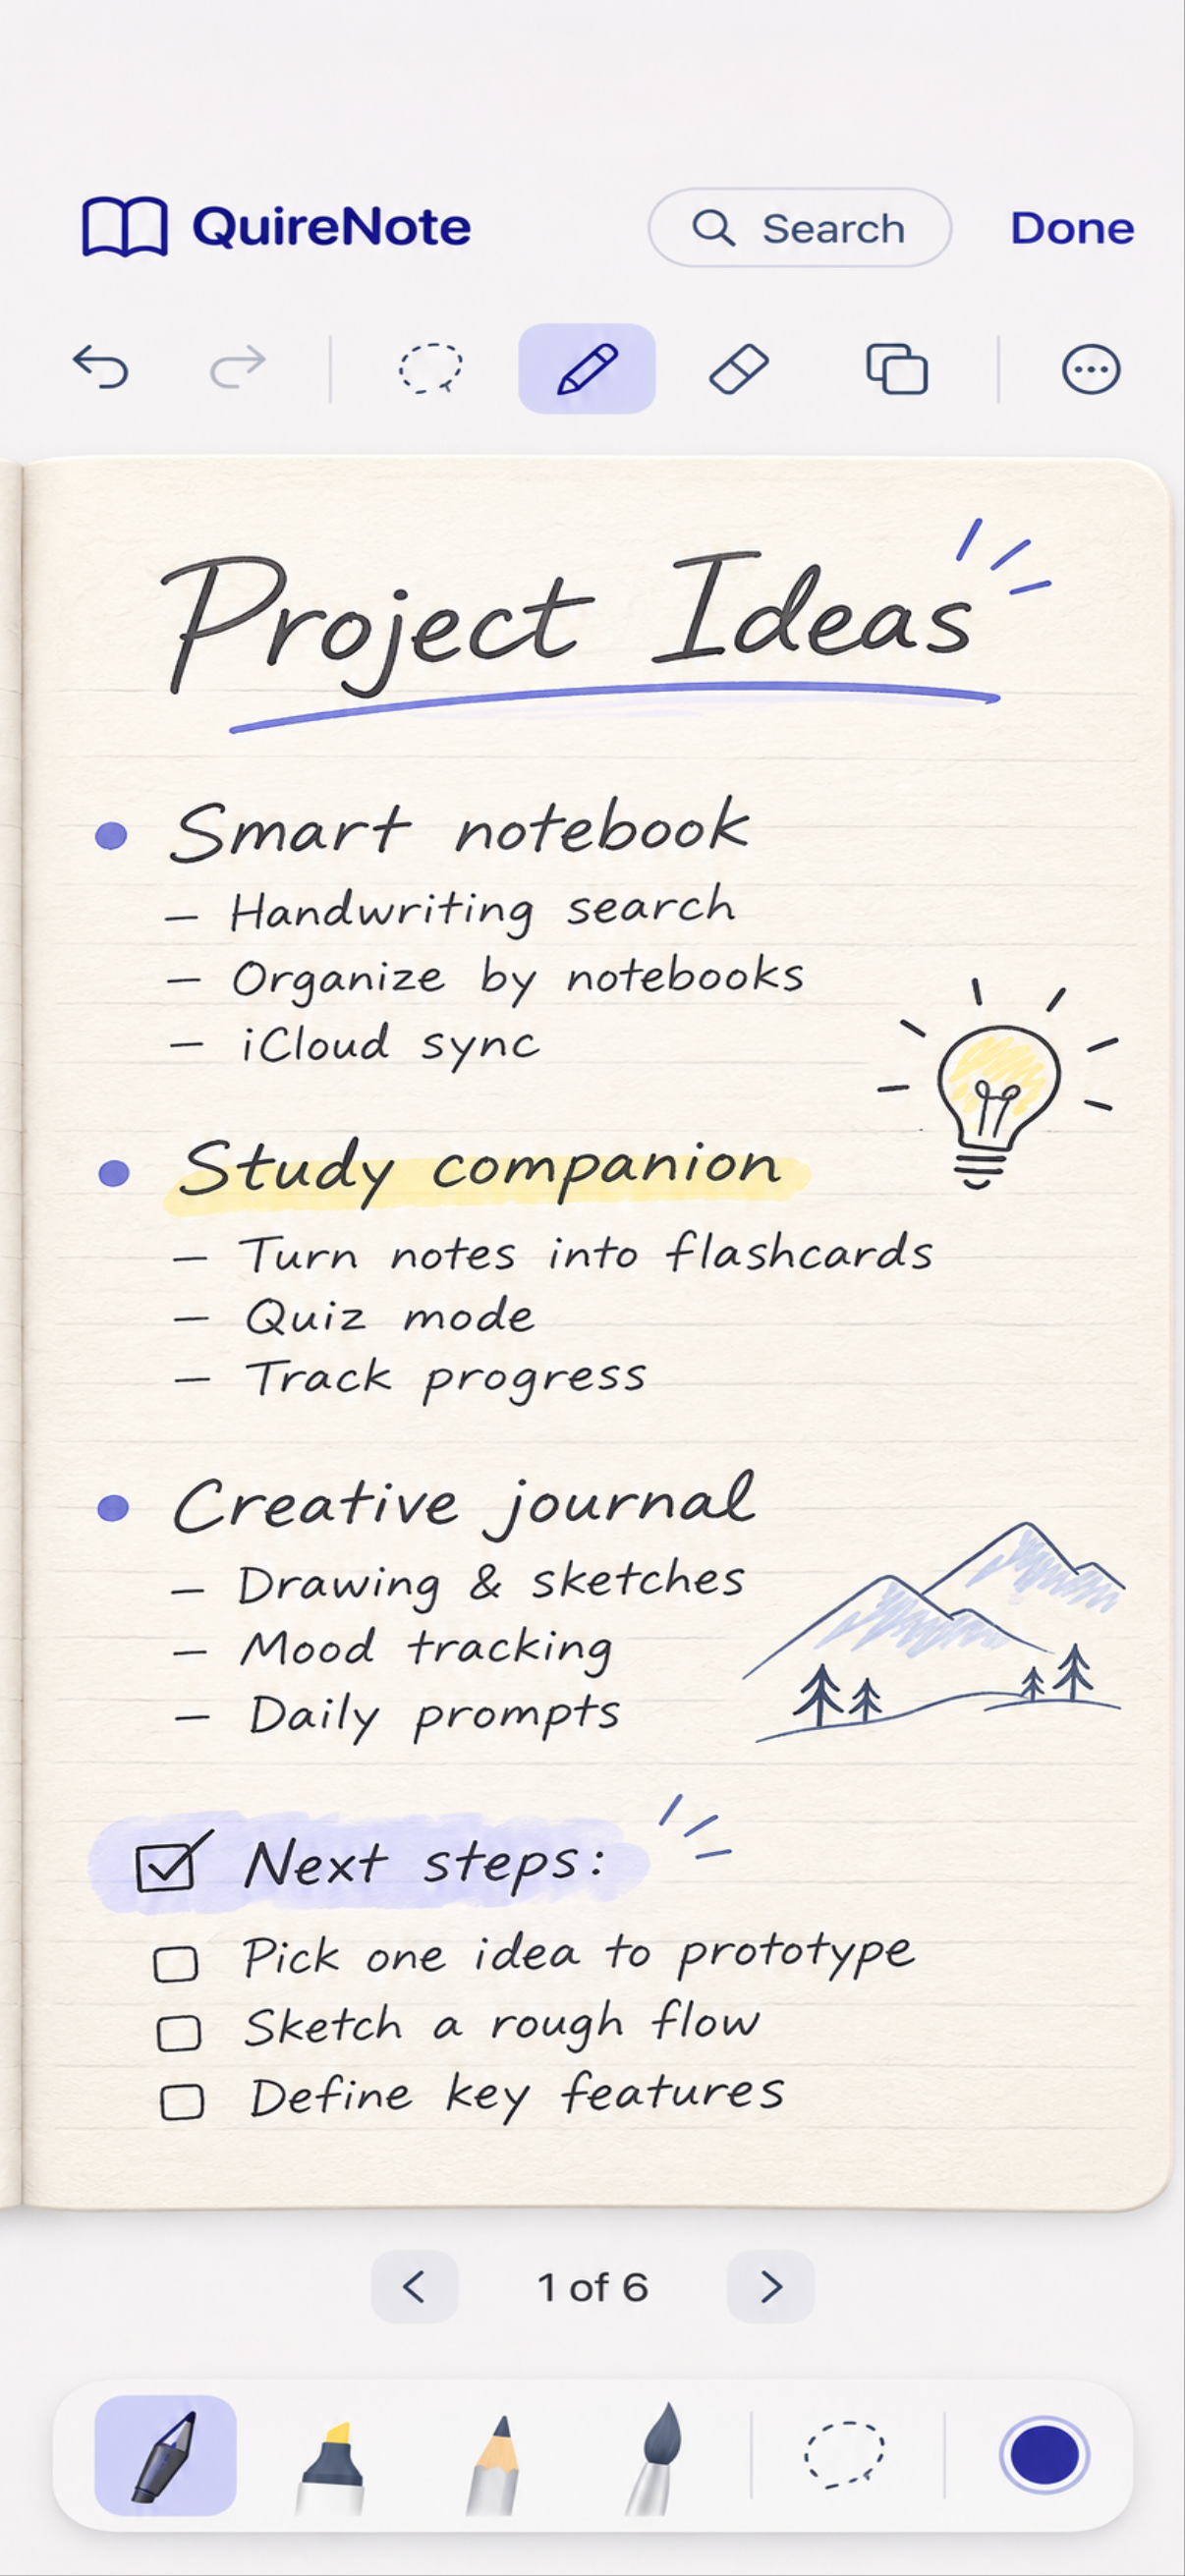 QuireNote
Search
Done
Project Ideas
Smart notebook
– Handwriting search
– Organize by notebooks
– iCloud sync
Study companion
– Turn notes into flashcards
– Quiz mode
– Track progress
Creative journal
– Drawing & sketches
– Mood tracking
– Daily prompts
Next steps:
Pick one idea to prototype
Sketch a rough flow
Define key features
1 of 6